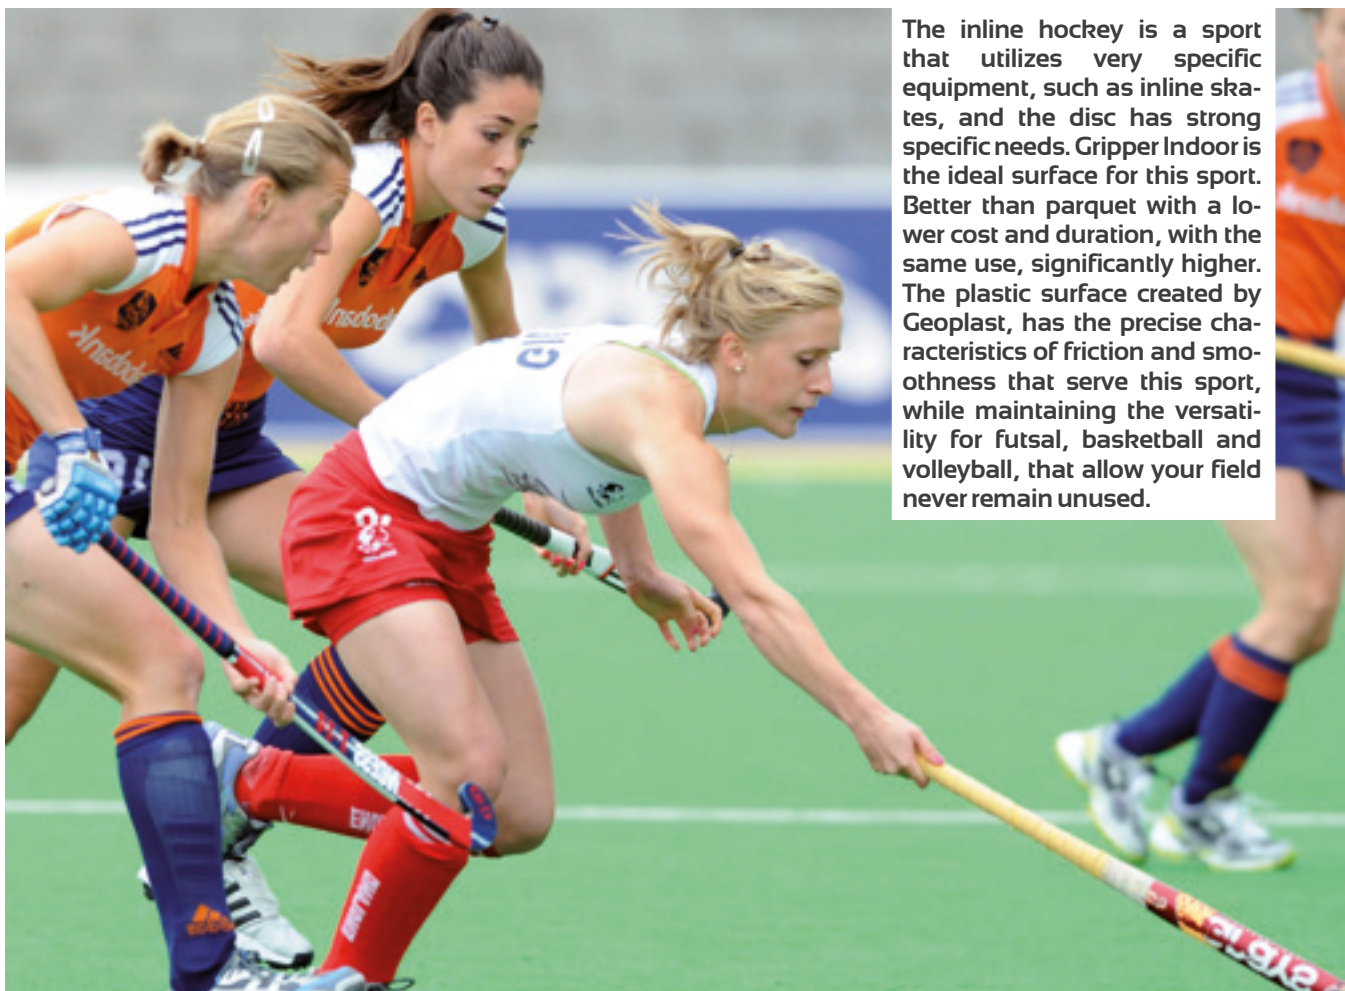 The inline hockey is a sport
that utilizes very specific
equipment, such as inline ska-
tes, and the disc has strong
specific needs. Gripper Indoor is
the ideal surface for this sport.
Better than parquet with a lo-
wer cost and duration, with the
same use, significantly higher.
The plastic surface created by
Geoplast, has the precise cha-
racteristics of friction and smo-
othness that serve this sport,
while maintaining the versati-
lity for futsal, basketball and
volleyball, that allow your field
never remain unused.